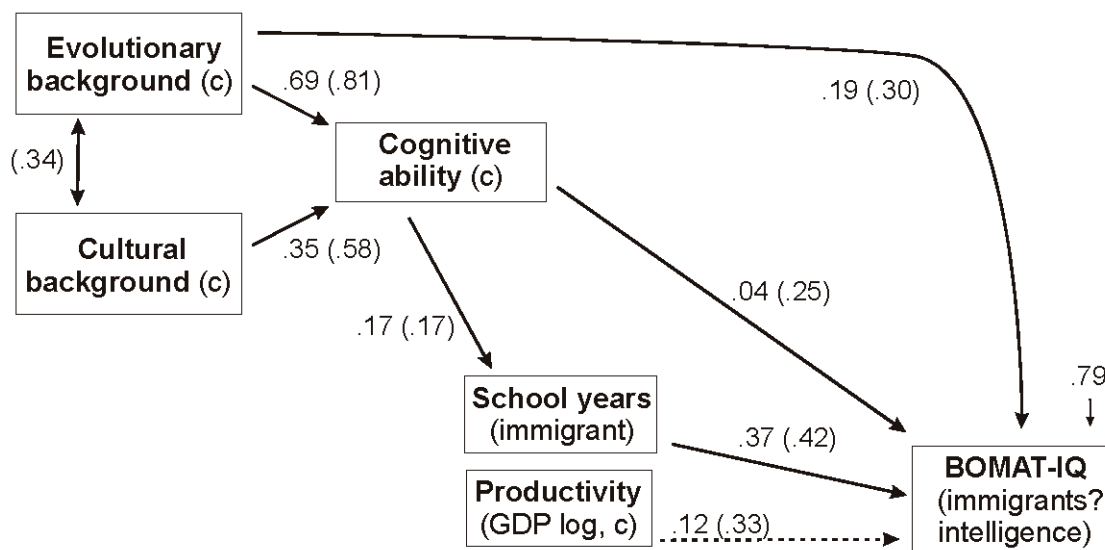 Evolutionary
background (c)
.69 (.81)
.19 (.30)
(.34)
Cognitive
ability (c)
Cultural
background (c)
.35 (.58)
.04 (.25)
.17 (.17)
School years
(immigrant)
.79
.37 (.42)
Productivity
(GDP log, c)
.12 (.33)
BOMAT-IQ
(immigrants?
intelligence)